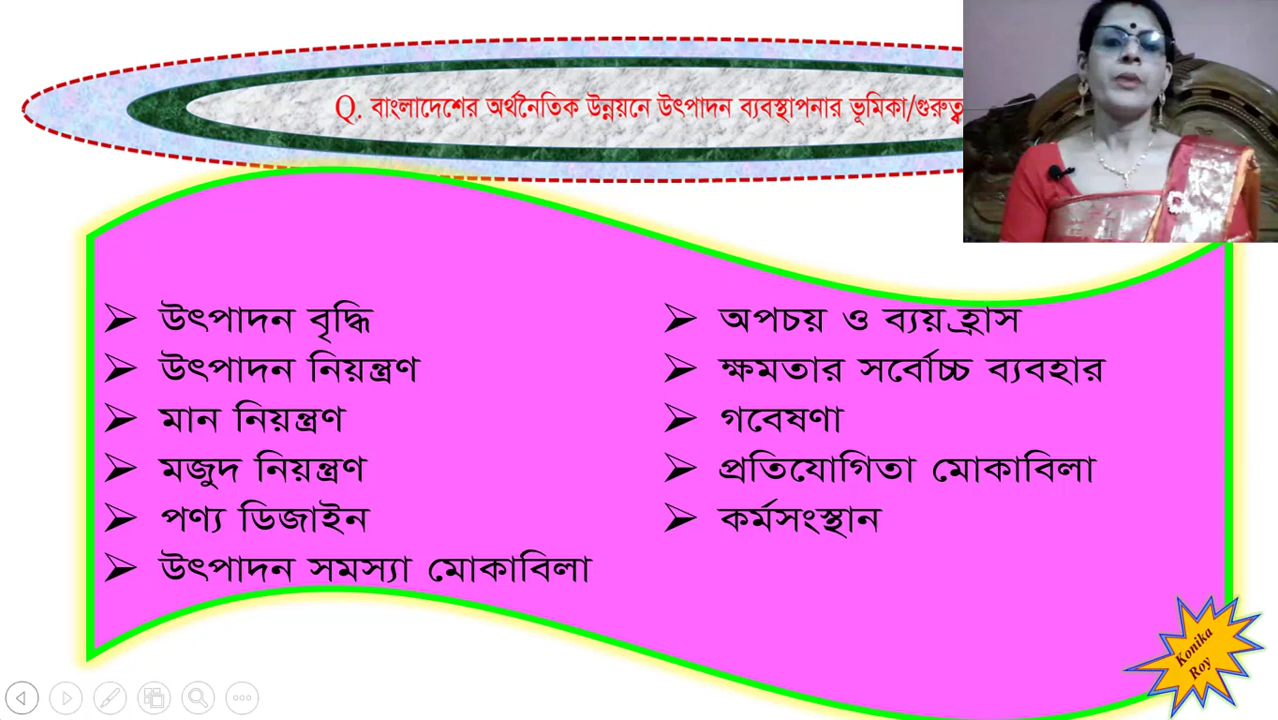 Q. বাংলাদেশের অর্থনৈতিক উন্নয়নে উৎপাদন ব্যবস্থাপনার ভূমিকা/গুরুত্ব
উৎপাদন বৃদ্ধি
উৎপাদন নিয়ন্ত্রণ
মান নিয়ন্ত্রণ
মজুদ নিয়ন্ত্রণ
পণ্য ডিজাইন
উৎপাদন সমস্যা মোকাবিলা
অপচয় ও ব্যয় হ্রাস
ক্ষমতার সর্বোচ্চ ব্যবহার
গবেষণা
প্রতিযোগিতা মোকাবিলা
কর্মসংস্থান
Konika
Roy